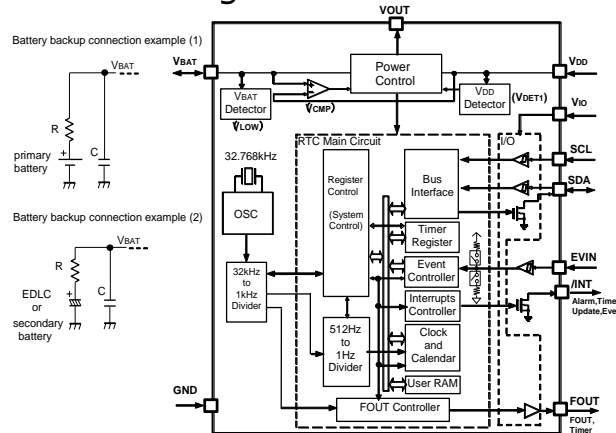 VOUT
Battery backup connection example (1)
VBAT
R
+
primary
battery
C
Battery backup connection example (2)
VBAT
R
+
EDLC
or
secondary
battery
C
VBAT
Power
Control
VDD
VBAT
Detector
(VLOW)
(VCMP)
VDD
Detector
(VDET1)
VIO
RTC Main Circuit
I/O
32.768kHz
OSC
Register
Control
(System
Control)
Bus
Interface
SCL
SDA
Timer
Register
32kHz
to
1kHz
Divider
Event
Controller
EVIN
Interrupts
Controller
/INT
Alarm,Time
Update,Eve
512Hz
to
1Hz
Divider
Clock
and
Calendar
User RAM
GND
FOUT Controller
FOUT
FOUT,
Timer